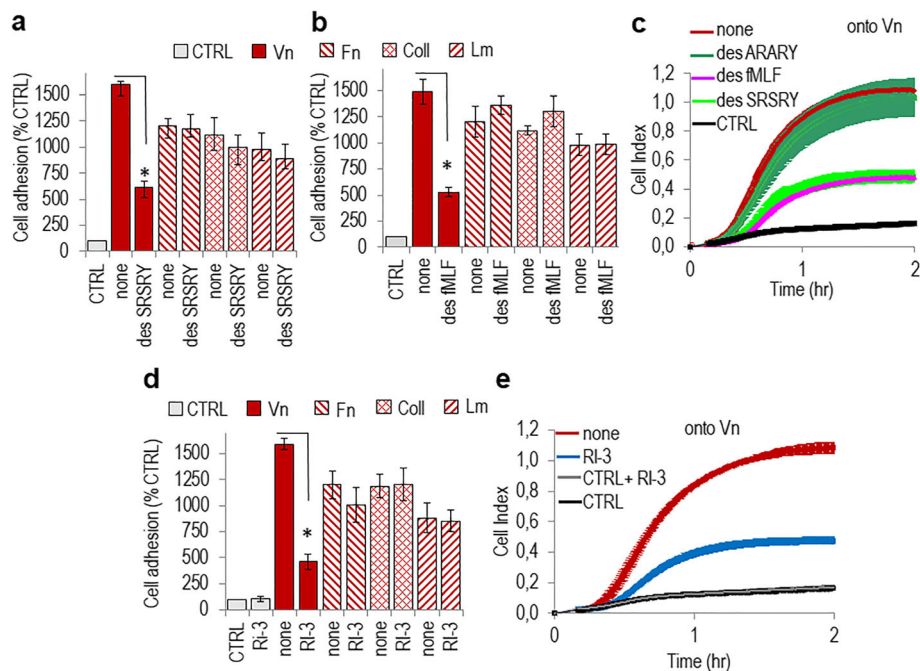 a
b
c
CTRL Vn Fn Coll Lm
Cell adhesion (% CTRL)
1500
1250
1000
750
500
250
0
*
CTRL
none
des SRSRY
none
des SRSRY
none
des SRSRY
none
des SRSRY
Cell adhesion (% CTRL)
1500
1250
1000
750
500
250
0
*
CTRL
none
des fMLF
none
des fMLF
none
des fMLF
none
des fMLF
none
des ARARY
des fMLF
des SRSRY
CTRL
onto Vn
Cell Index
1,2
1,0
0,8
0,6
0,4
0,2
0,0
0 1 2
Time (hr)
d
e
CTRL Vn Fn Coll Lm
Cell adhesion (% CTRL)
1500
1250
1000
750
500
250
0
*
CTRL
Ri-3
none
RI-3
none
RI-3
none
RI-3
none
RI-3
none
RI-3
CTRL+ RI-3
CTRL
onto Vn
Cell Index
1,2
1,0
0,8
0,6
0,4
0,2
0,0
0 1 2
Time (hr)